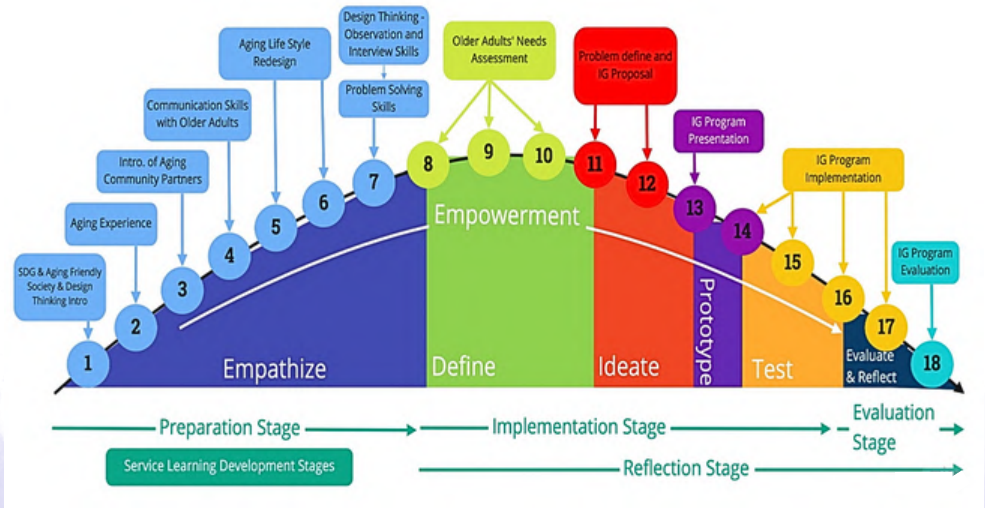 Design Thinking -
Observation and
Interview Skills
Aging Life Style
Redesign
Older Adults' Needs
Assessment
Problem define and
IG Proposal
Problem Solving
Skills
Communication Skills
with Older Adults
IG Program
Presentation
Intro. of Aging
Community Partners
IG Program
Implementation
Aging Experience
SDG & Aging Friendly
Society & Design
Thinking Intro
IG Program
Evaluation
1
2
3
4
5
6
7
8
9
10
11
12
13
14
15
16
17
18
Empowerment
Empathize
Define
Ideate
Prototype
Test
Evaluate
& Reflect
Preparation Stage
Implementation Stage
Evaluation
Stage
Service Learning Development Stages
Reflection Stage